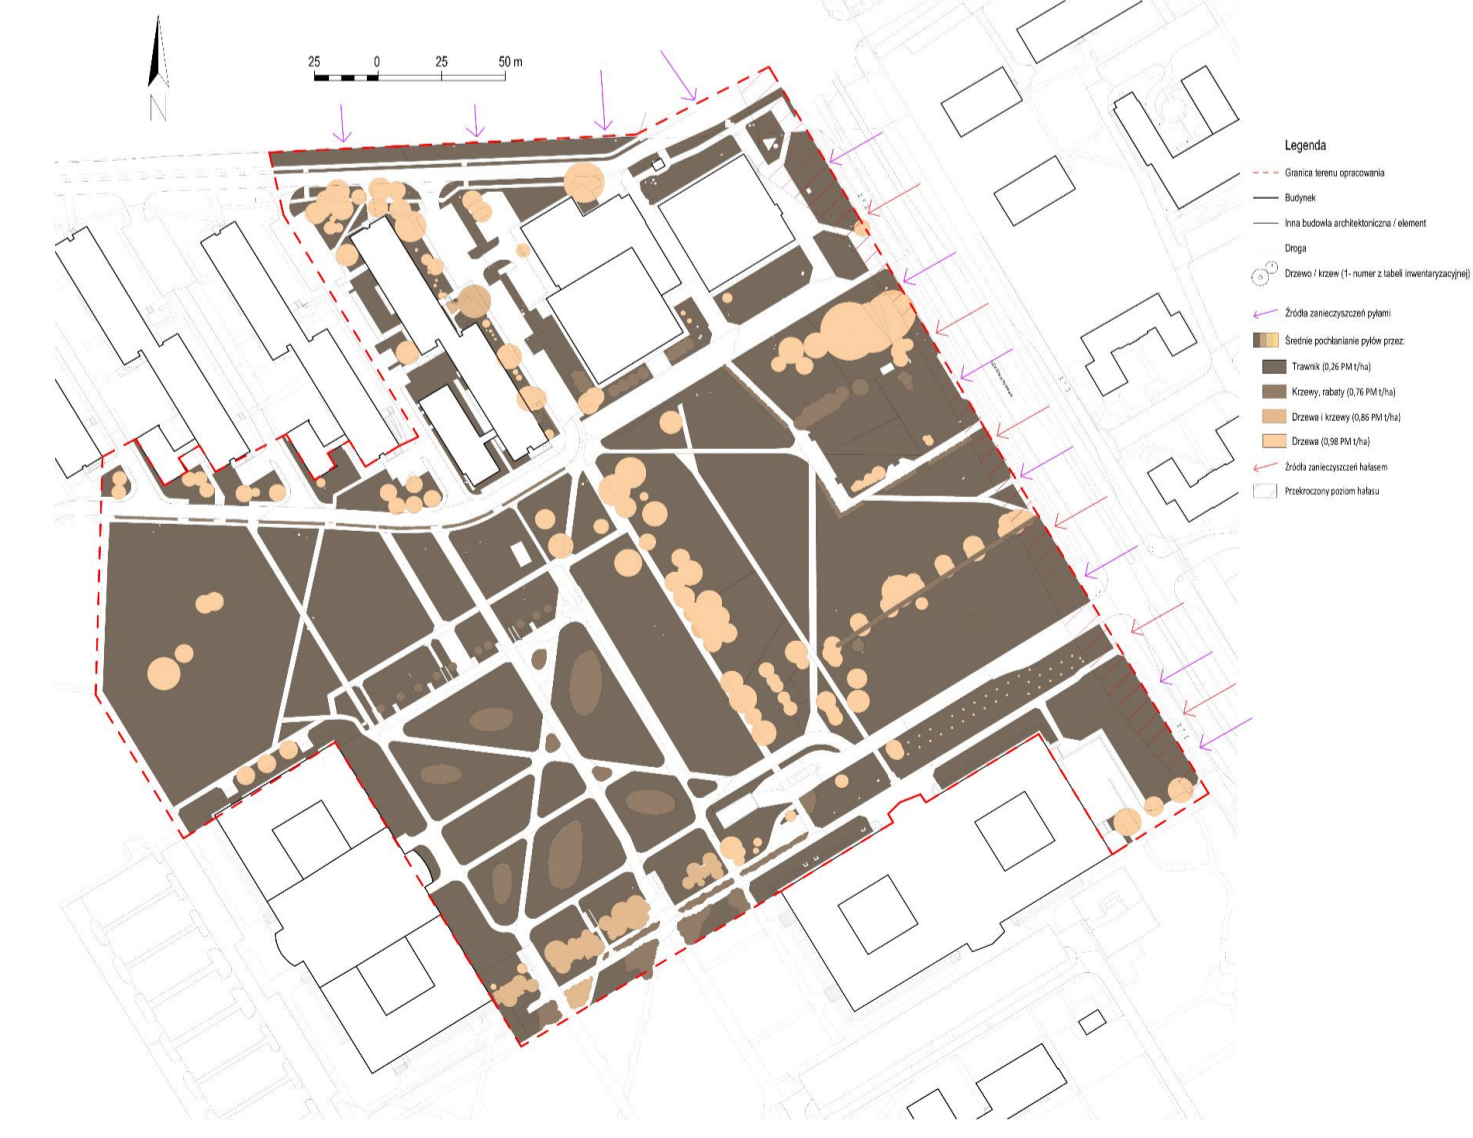 25 0 25 50 m
N
Legenda
Granica terenu opracowania
Budynek
Inna budowla architektoniczna / element
Droga
Drzewo / krzew (1- numer z tabeli inwentaryzacyjnej)
Źródła zanieczyszczeń pyłami
Średnie pochłanianie pyłów przez:
Trawnik (0,26 PM t/ha)
Krzewy, rabaty (0,76 PM t/ha)
Drzewa i krzewy (0,86 PM t/ha)
Drzewa (0,98 PM t/ha)
Źródła zanieczyszczeń hałasem
Przekroczony poziom hałasu